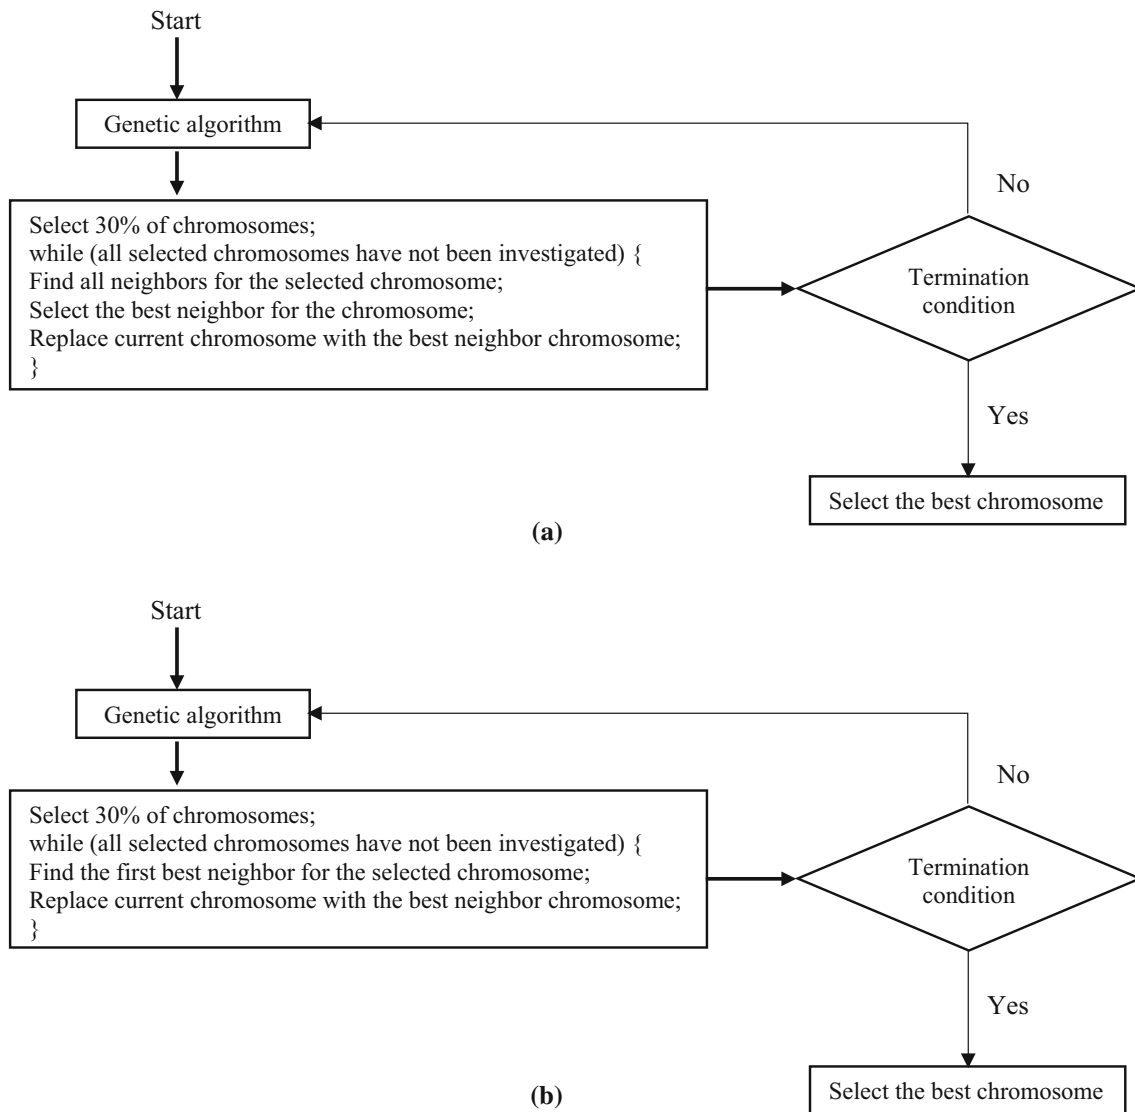 Start
Genetic algorithm
No
Select 30% of chromosomes;
while (all selected chromosomes have not been investigated) {
Find all neighbors for the selected chromosome;
Select the best neighbor for the chromosome;
Replace current chromosome with the best neighbor chromosome;
}
Termination
condition
Yes
Select the best chromosome
(a)
Start
Genetic algorithm
No
Select 30% of chromosomes;
while (all selected chromosomes have not been investigated) {
Find the first best neighbor for the selected chromosome;
Replace current chromosome with the best neighbor chromosome;
}
Termination
condition
Yes
Select the best chromosome
(b)